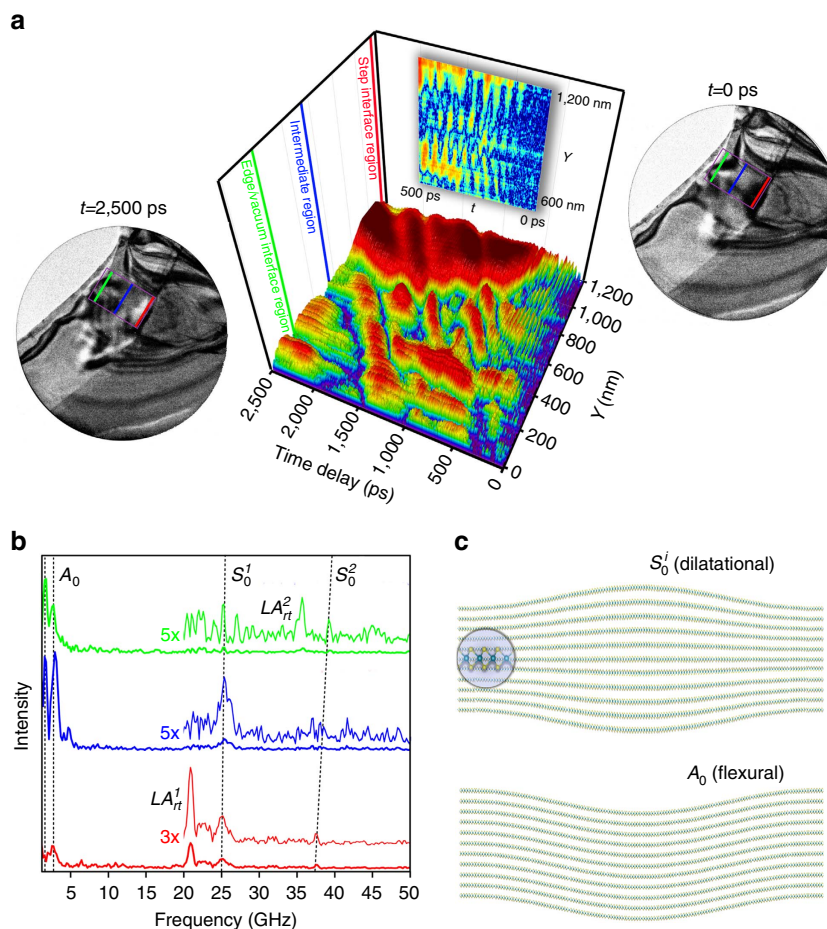 a
t=2,500 ps
Edge/vacuum interface region
Intermediate region
Step interface region
1,200 nm
Y
600 nm
500 ps
t
0 ps
t=0 ps
2,500
2,000
1,500
1,000
500
0
Time delay (ps)
0
200
400
600
800
1,000
1,200
Y (nm)
b
A₀
S₀¹
S₀²
LA²ᵣₜ
5x
5x
LA¹ᵣₜ
3x
Intensity
5 10 15 20 25 30 35 40 45 50
Frequency (GHz)
c
S₀ⁱ (dilatational)
A₀ (flexural)